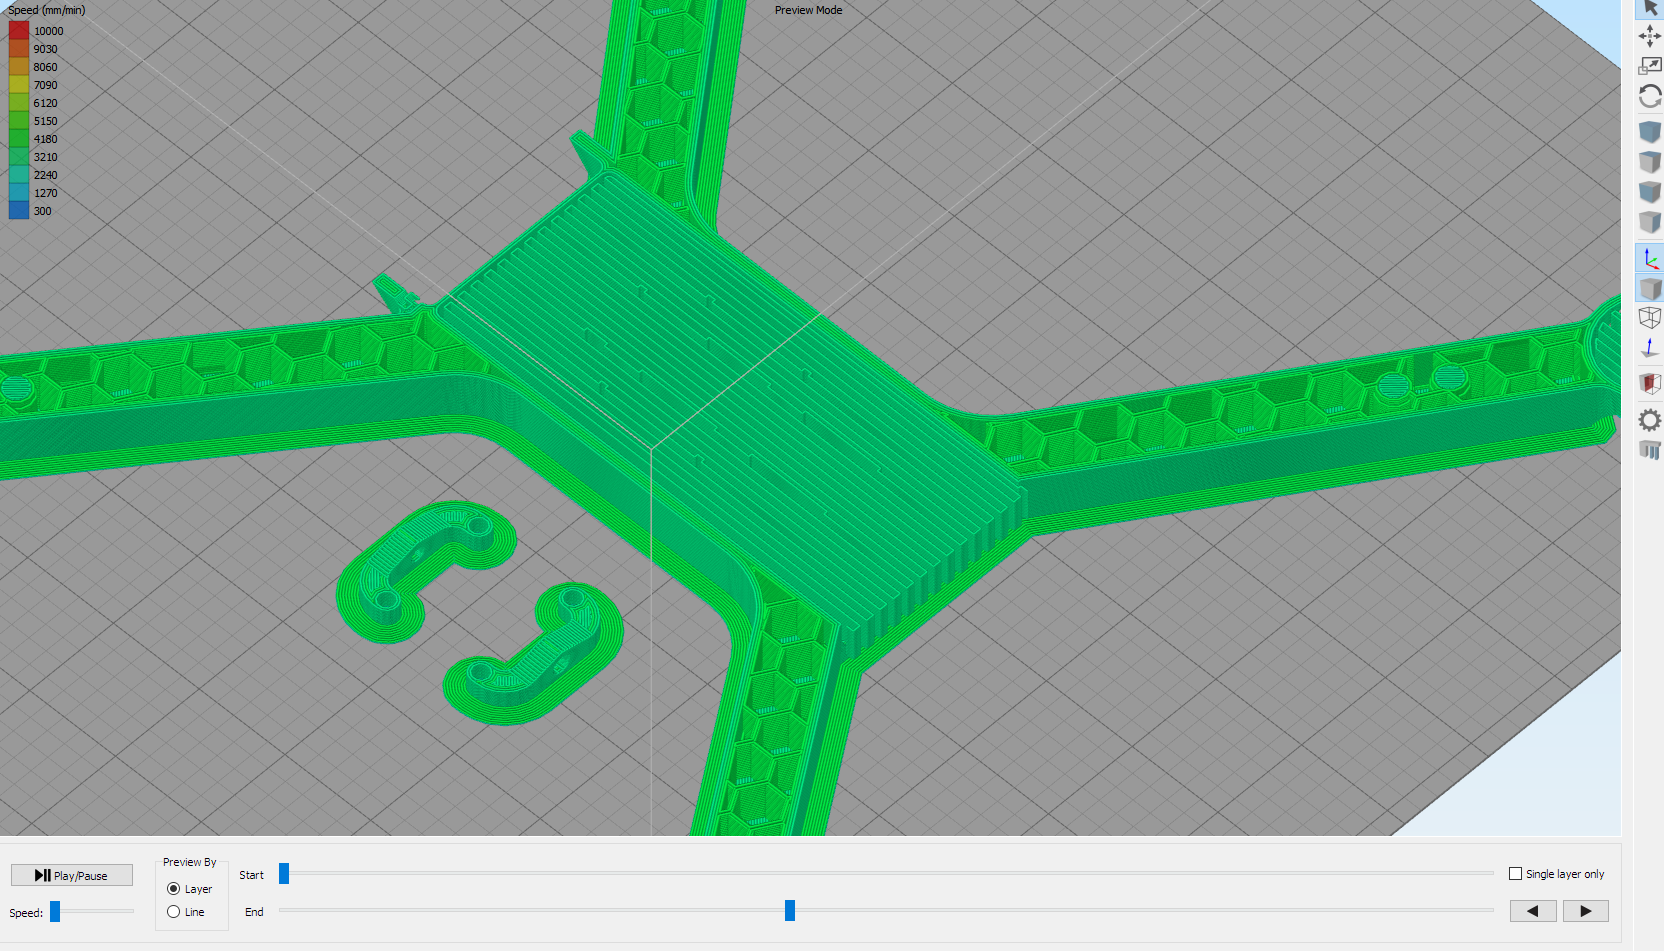 Speed (mm/min)
Preview Mode
10000
9030
8060
7090
6120
5150
4180
3210
2240
1270
300
Play/Pause
Speed:
Preview By
Layer
Line
Start
End
Single layer only